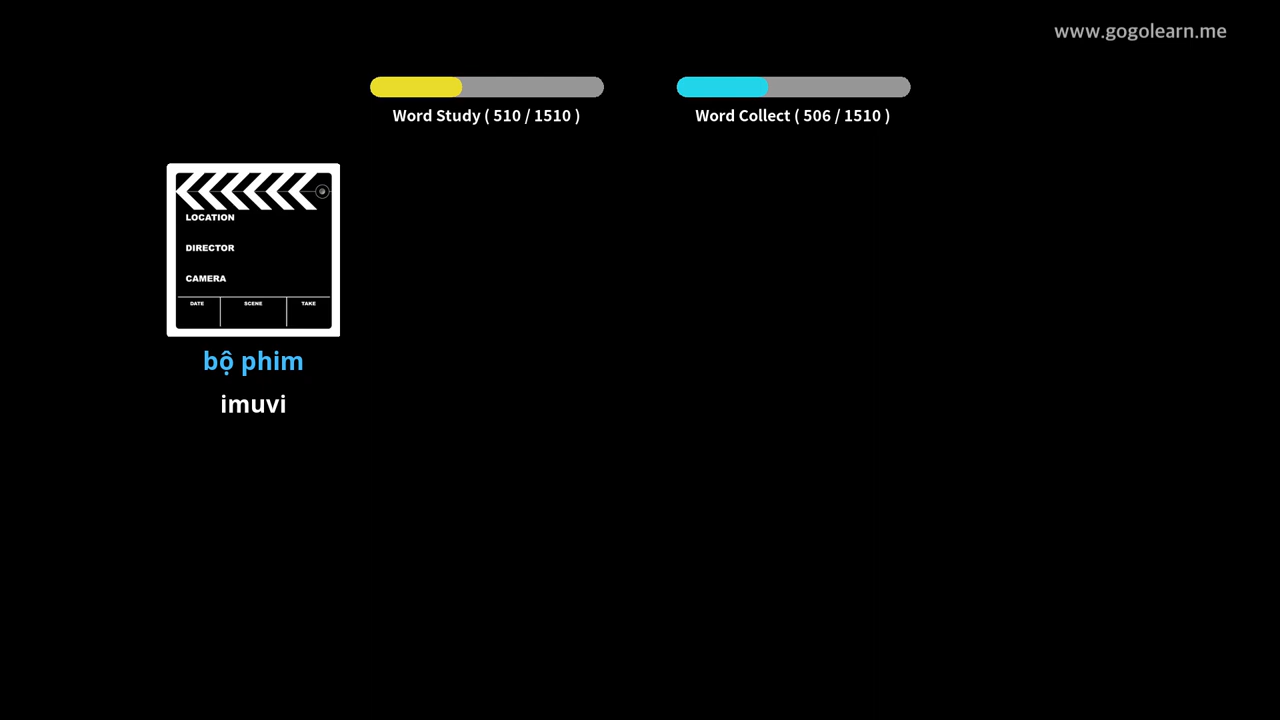 www.gogolearn.me
Word Study ( 510 / 1510 )
Word Collect ( 506 / 1510 )
LOCATION
DIRECTOR
CAMERA
DATE SCENE TAKE
bộ phim
imuvi